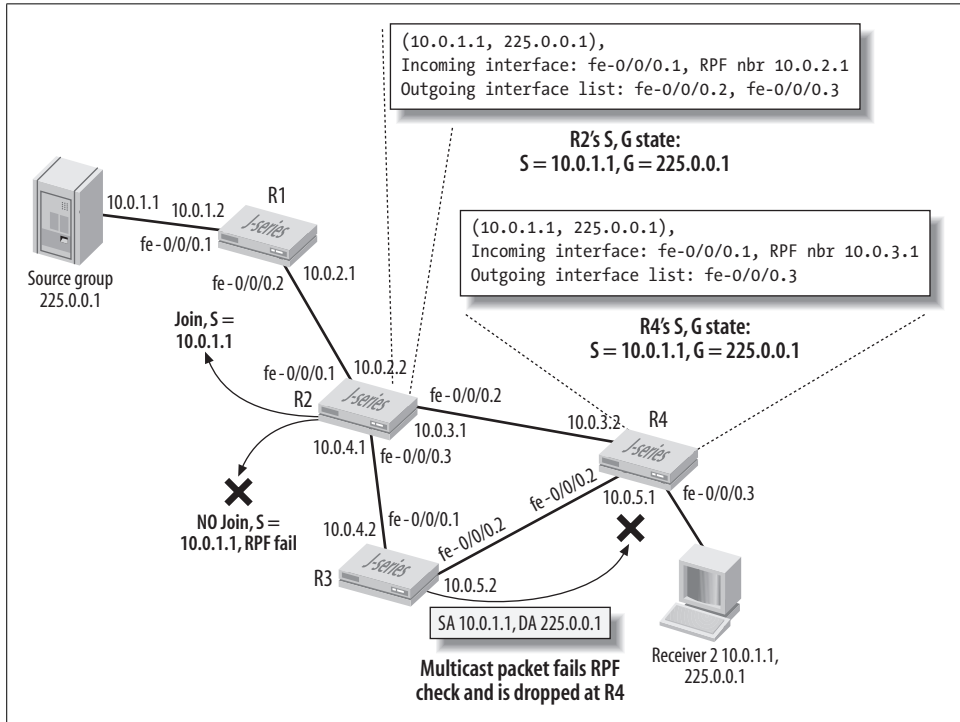 (10.0.1.1, 225.0.0.1),
Incoming interface: fe-0/0/0.1, RPF nbr 10.0.2.1
Outgoing interface list: fe-0/0/0.2, fe-0/0/0.3
R2's S, G state:
S = 10.0.1.1, G = 225.0.0.1
(10.0.1.1, 225.0.0.1),
Incoming interface: fe-0/0/0.1, RPF nbr 10.0.3.1
Outgoing interface list: fe-0/0/0.3
R4's S, G state:
S = 10.0.1.1, G = 225.0.0.1
R1
10.0.1.1
10.0.1.2
J-series
fe-0/0/0.1
Source group
225.0.0.1
fe-0/0/0.2
10.0.2.1
Join, S =
10.0.1.1
fe-0/0/0.1
10.0.2.2
R2
J-series
fe-0/0/0.2
10.0.3.2
R4
J-series
10.0.4.1
10.0.3.1
fe-0/0/0.3
fe-0/0/0.2
10.0.5.1
fe-0/0/0.3
NO Join, S =
10.0.1.1, RPF fail
10.0.4.2
fe-0/0/0.1
fe-0/0/0.2
R3
J-series
10.0.5.2
SA 10.0.1.1, DA 225.0.0.1
Multicast packet fails RPF
check and is dropped at R4
Receiver 2 10.0.1.1,
225.0.0.1